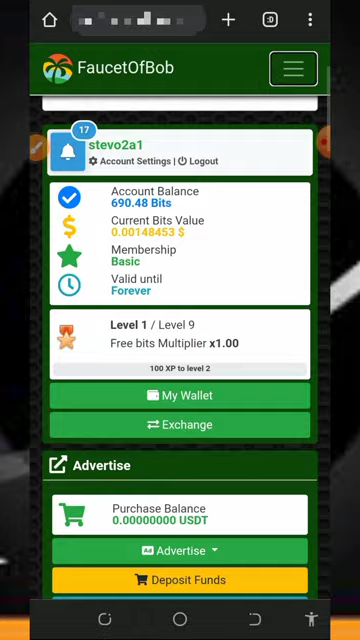 :D
FaucetOfBob
17
stevo2a1
Account Settings | Logout
Account Balance
690.48 Bits
Current Bits Value
0.00148453 $
Membership
Basic
Valid until
Forever
Level 1 / Level 9
Free bits Multiplier x1.00
100 XP to level 2
My Wallet
Exchange
Advertise
Purchase Balance
0.00000000 USDT
Ad Advertise
Deposit Funds